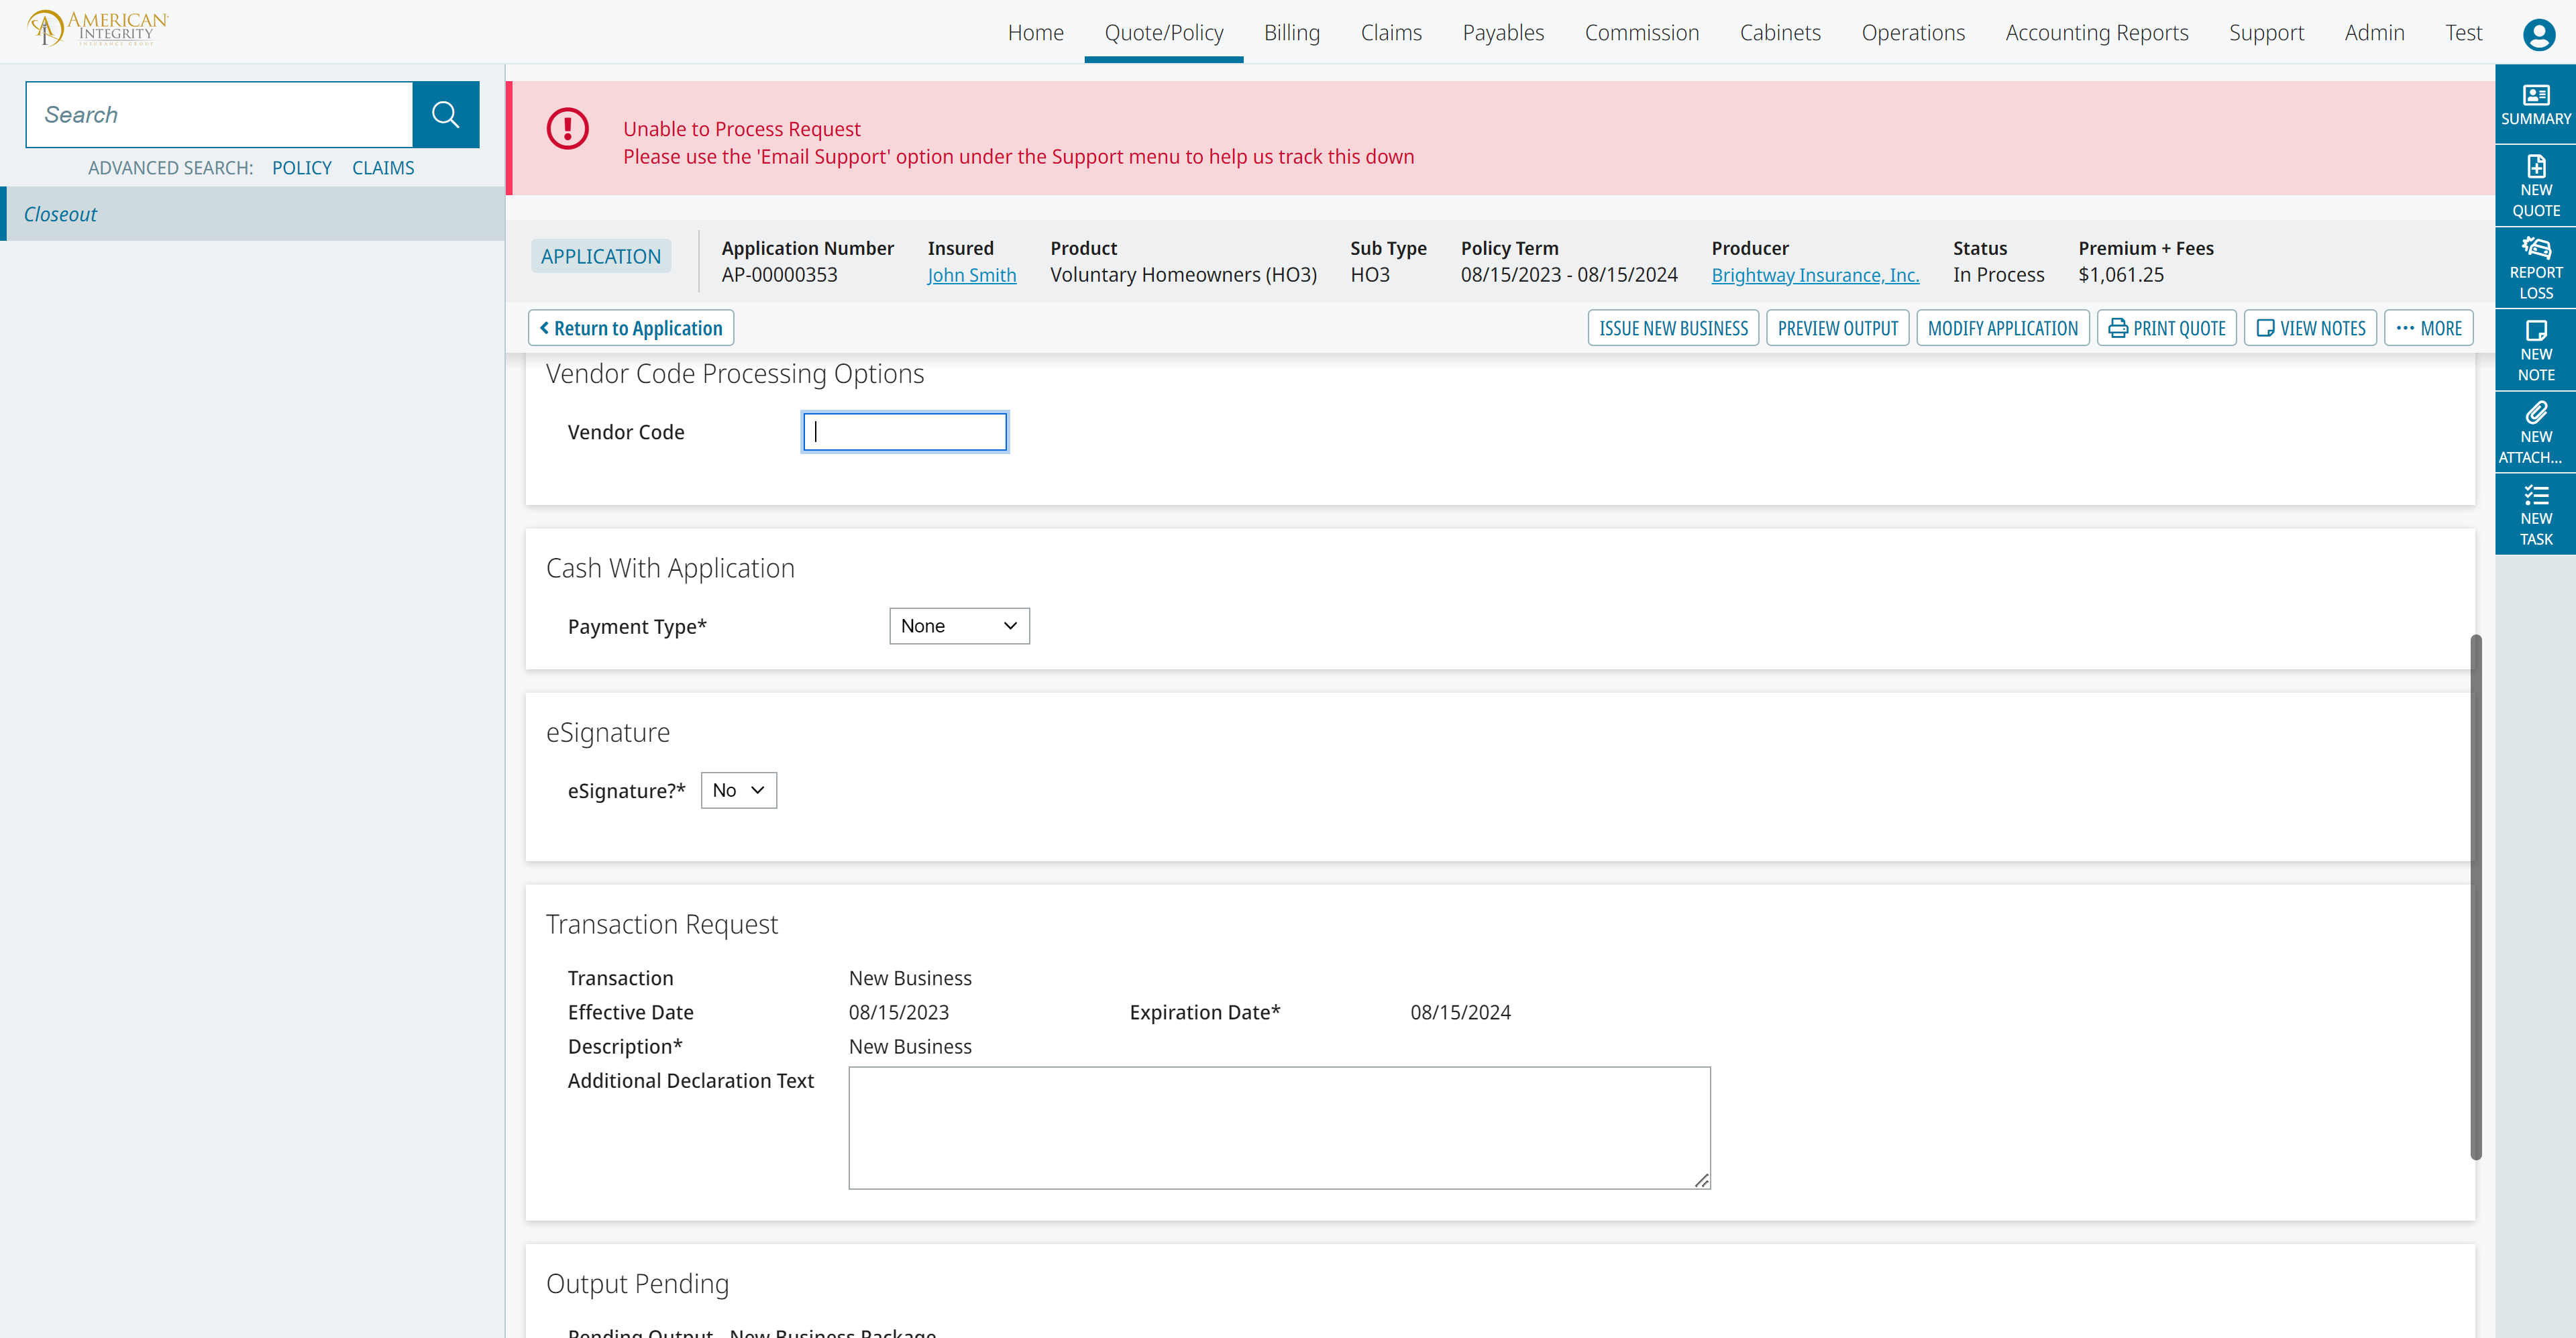 AMERICAN
INTEGRITY
INSURANCE GROUP
Home Quote/Policy Billing Claims Payables Commission Cabinets Operations Accounting Reports Support Admin Test
Search
ADVANCED SEARCH: POLICY CLAIMS
Closeout
Unable to Process Request
Please use the 'Email Support' option under the Support menu to help us track this down
APPLICATION
Application Number Insured Product Sub Type Policy Term Producer Status Premium + Fees
AP-00000353 John Smith Voluntary Homeowners (HO3) HO3 08/15/2023 - 08/15/2024 Brightway Insurance, Inc. In Process $1,061.25
Return to Application ISSUE NEW BUSINESS PREVIEW OUTPUT MODIFY APPLICATION PRINT QUOTE VIEW NOTES ... MORE
Vendor Code Processing Options
Vendor Code
Cash With Application
Payment Type* None
eSignature
eSignature?* No
Transaction Request
Transaction New Business
Effective Date 08/15/2023 Expiration Date* 08/15/2024
Description* New Business
Additional Declaration Text
Output Pending
Pending Output - New Business Package
SUMMARY
NEW
QUOTE
REPORT
LOSS
NEW
NOTE
NEW
ATTACH...
NEW
TASK